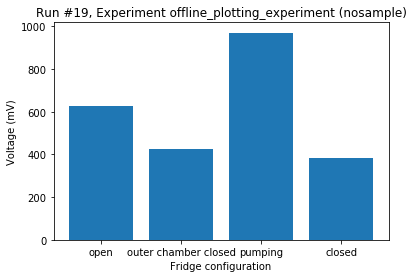 Run #19, Experiment offline_plotting_experiment (nosample)
1000
800
600
400
200
0
Voltage (mV)
open outer chamber closed pumping closed
Fridge configuration